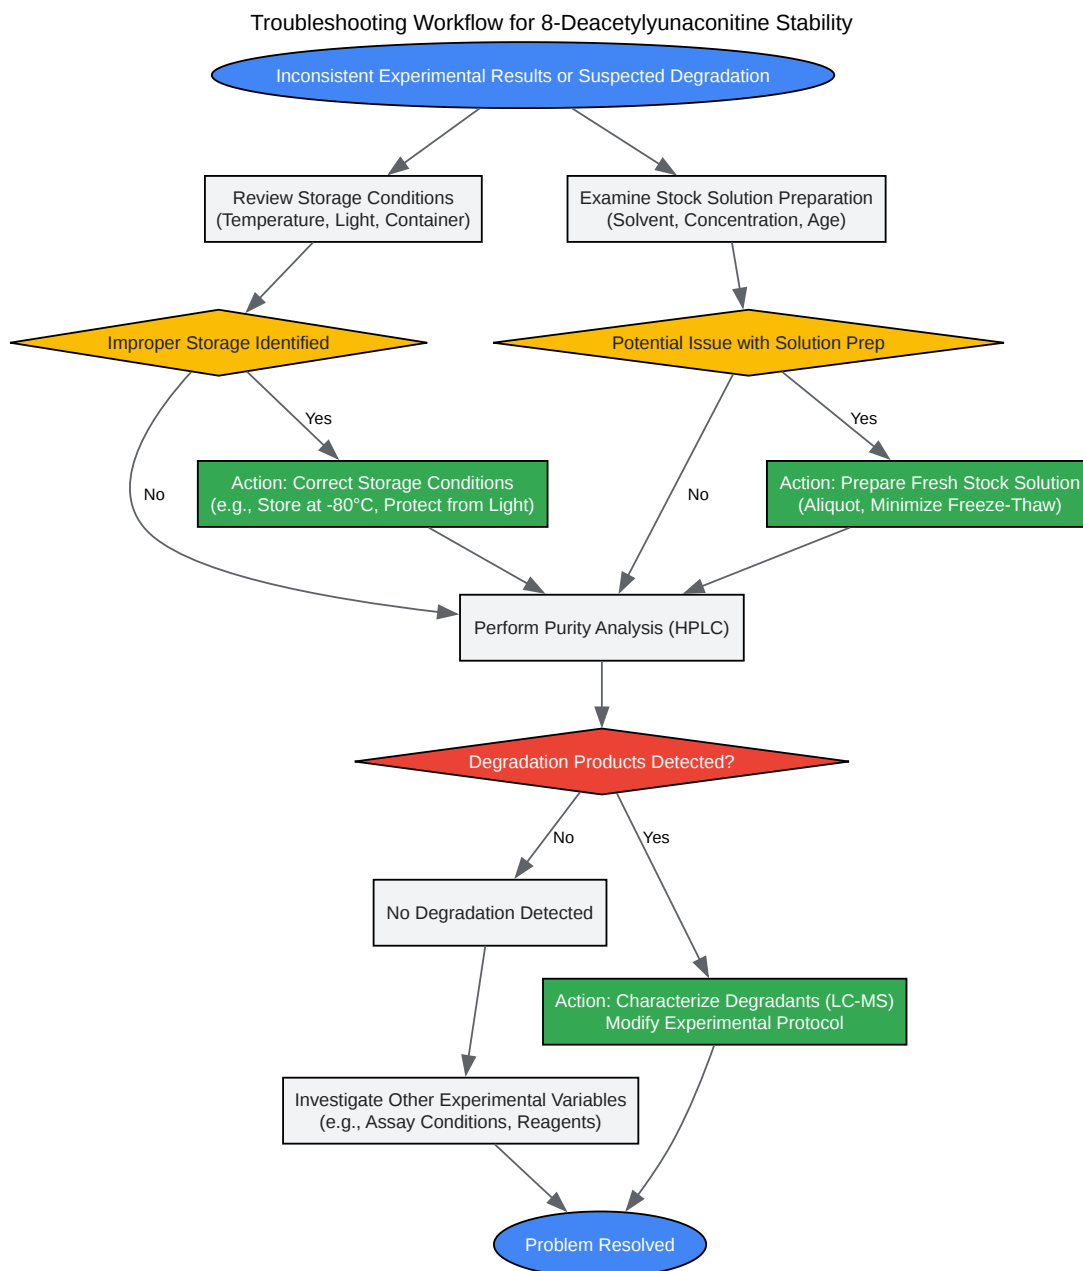 Troubleshooting Workflow for 8-Deacetylyunaconitine Stability
Inconsistent Experimental Results or Suspected Degradation
Review Storage Conditions
(Temperature, Light, Container)
Examine Stock Solution Preparation
(Solvent, Concentration, Age)
Improper Storage Identified
Potential Issue with Solution Prep
Yes
Yes
Action: Correct Storage Conditions
(e.g., Store at -80°C, Protect from Light)
No
No
Action: Prepare Fresh Stock Solution
(Aliquot, Minimize Freeze-Thaw)
Perform Purity Analysis (HPLC)
Degradation Products Detected?
No
Yes
No Degradation Detected
Action: Characterize Degradants (LC-MS)
Modify Experimental Protocol
Investigate Other Experimental Variables
(e.g., Assay Conditions, Reagents)
Problem Resolved